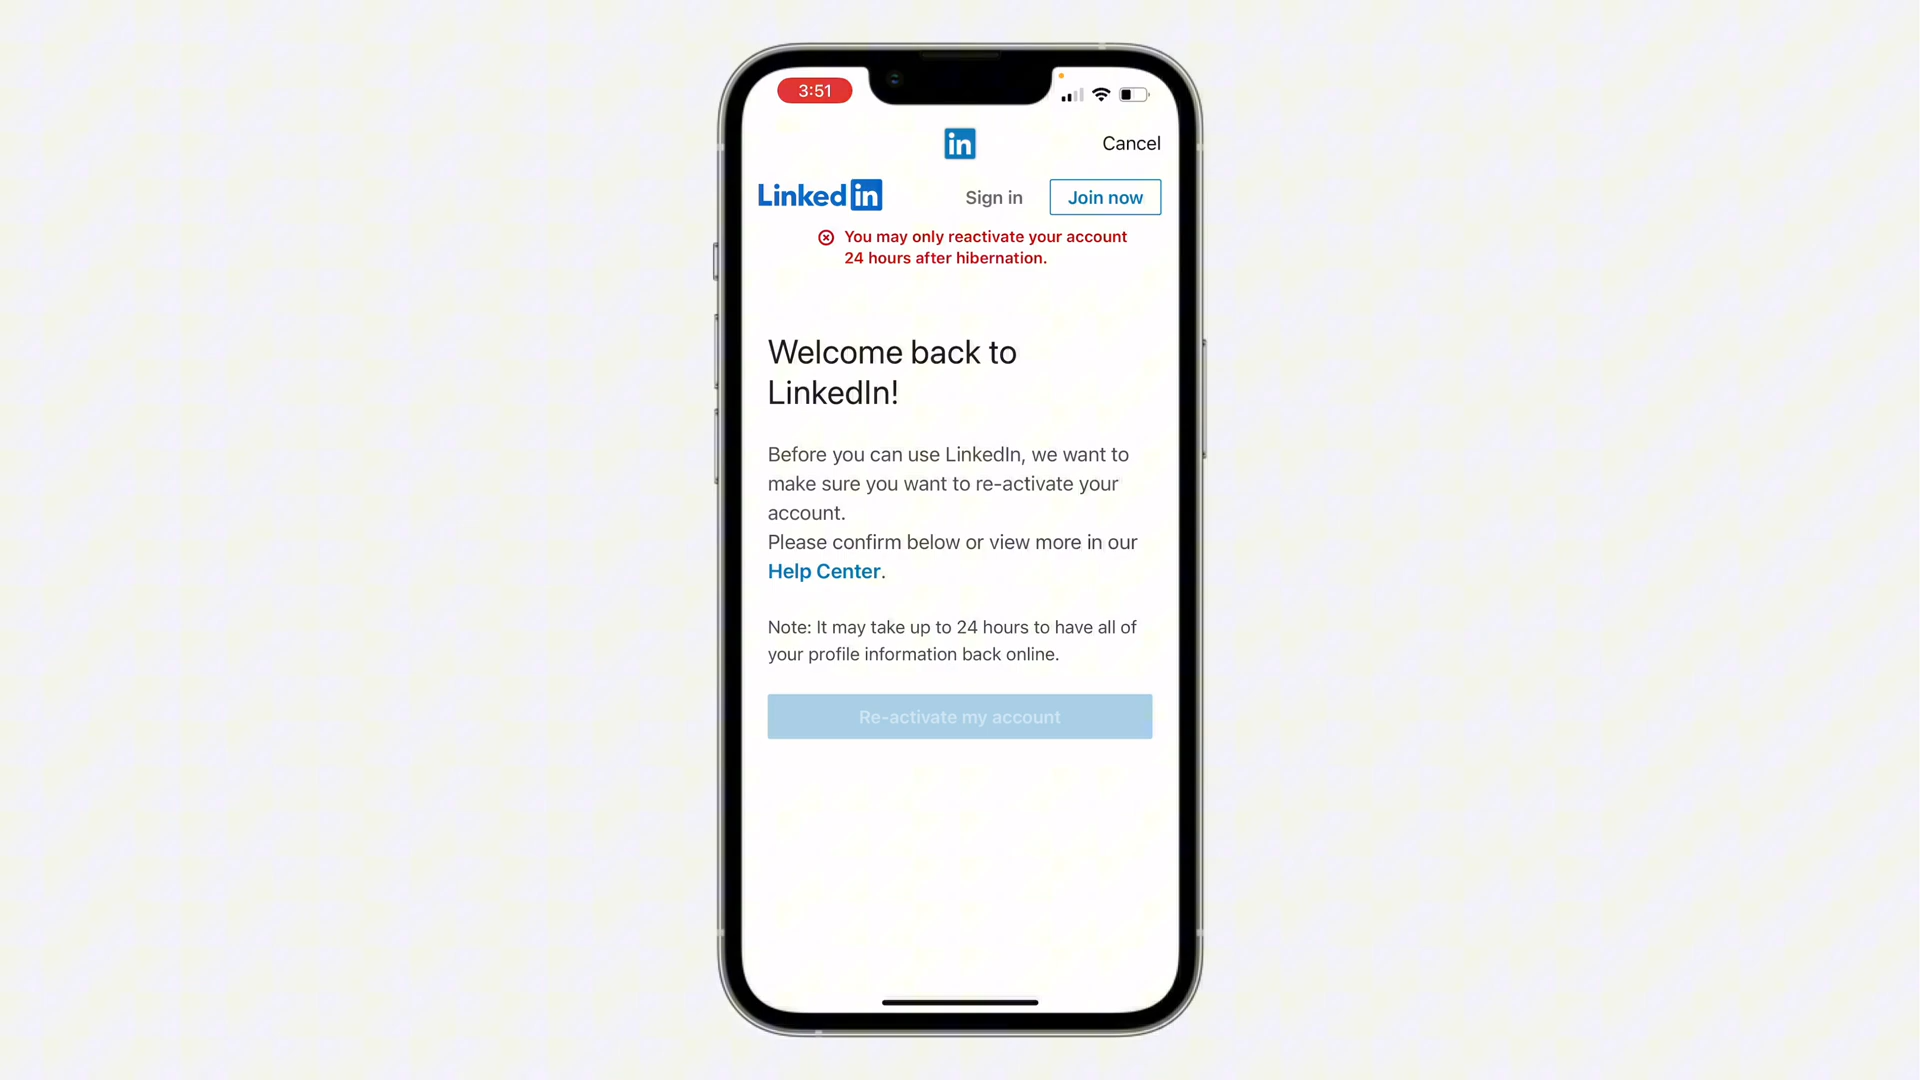 3:51
in
Cancel
Linked in
Sign in
Join now
You may only reactivate your account
24 hours after hibernation.
Welcome back to
LinkedIn!
Before you can use LinkedIn, we want to
make sure you want to re-activate your
account.
Please confirm below or view more in our
Help Center.
Note: It may take up to 24 hours to have all of
your profile information back online.
Re-activate my account